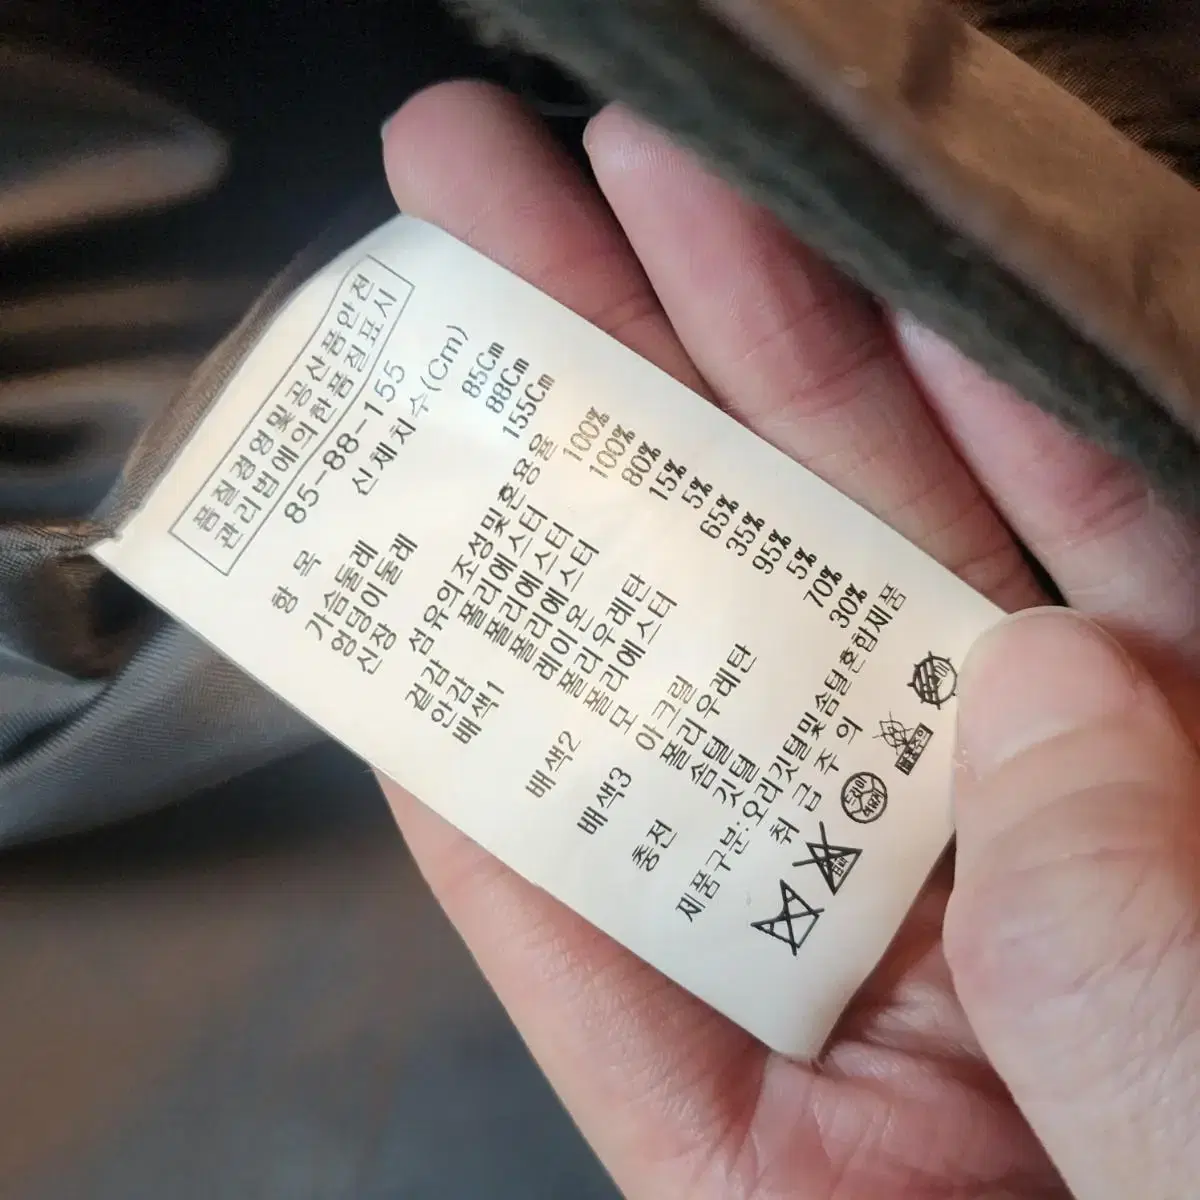 품질경영및공산품안전
관리법에의한품질표시
85-88-155
신체치수(Cm)
항 목
가슴둘레 85Cm
엉덩이둘레 88Cm
신장 155Cm
섬유의조성및혼용율
겉감 폴리에스터 100%
안감 폴리에스터 100%
배색1 폴리에스터 80%
레이온 15%
폴리우레탄 5%
배색2 폴리에스터 65%
모 35%
배색3 아크릴 95%
폴리우레탄 5%
충전 솜털 70%
깃털 30%
제품구분:오리깃털및솜털혼합제품
취 급 주 의